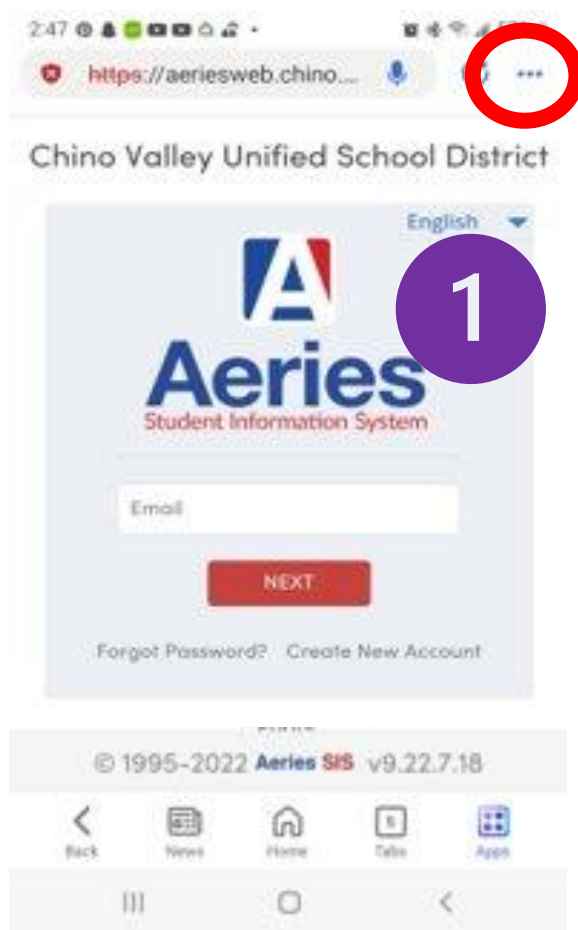 2:47
https://aeriesweb.chino....
Chino Valley Unified School District
English
1
A
Aeries
Student Information System
Email
NEXT
Forgot Password? Create New Account
© 1995-2022 Aeries SIS v9.22.7.18
Back News Home Tabs Apps